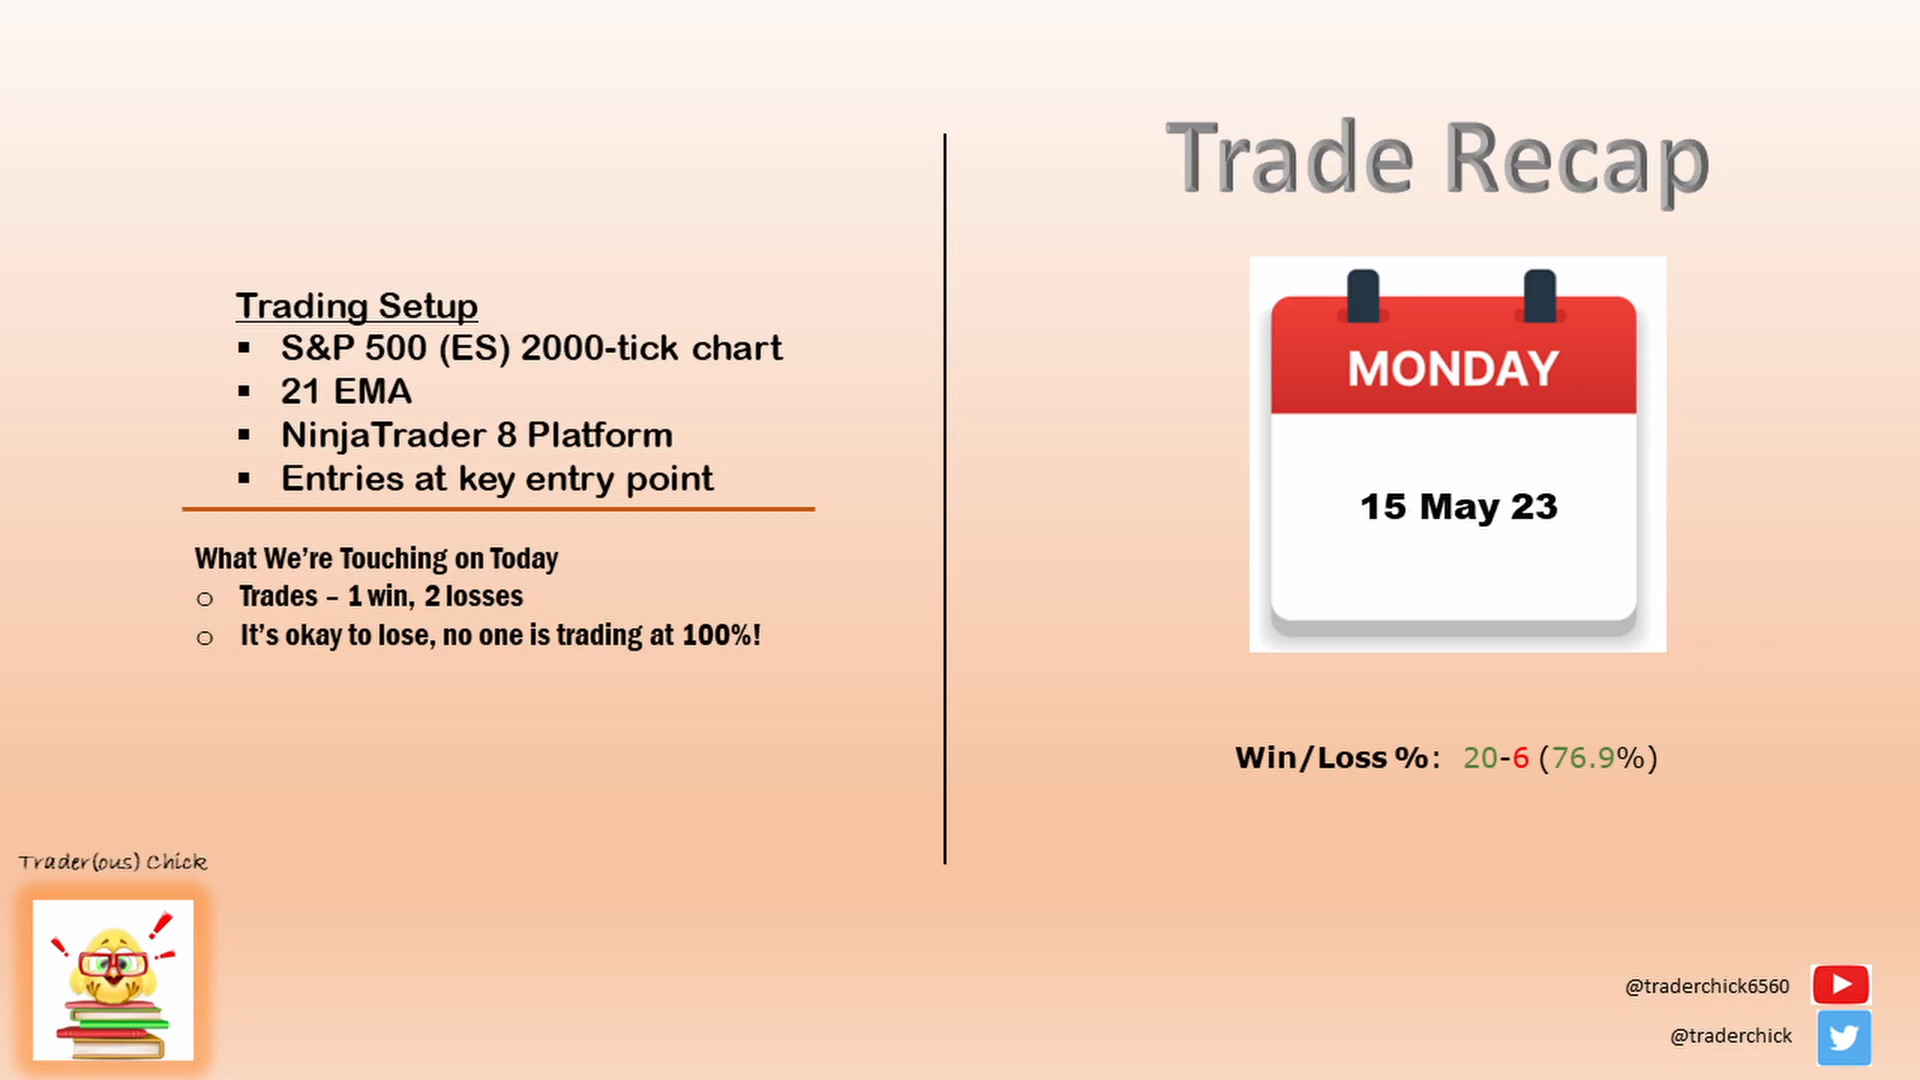 Trading Setup
▪ S&P 500 (ES) 2000-tick chart
▪ 21 EMA
▪ NinjaTrader 8 Platform
▪ Entries at key entry point
What We're Touching on Today
o Trades – 1 win, 2 losses
o It's okay to lose, no one is trading at 100%!
Trader(ous) Chick
Trade Recap
MONDAY
15 May 23
Win/Loss %: 20-6 (76.9%)
@traderchick6560
@traderchick